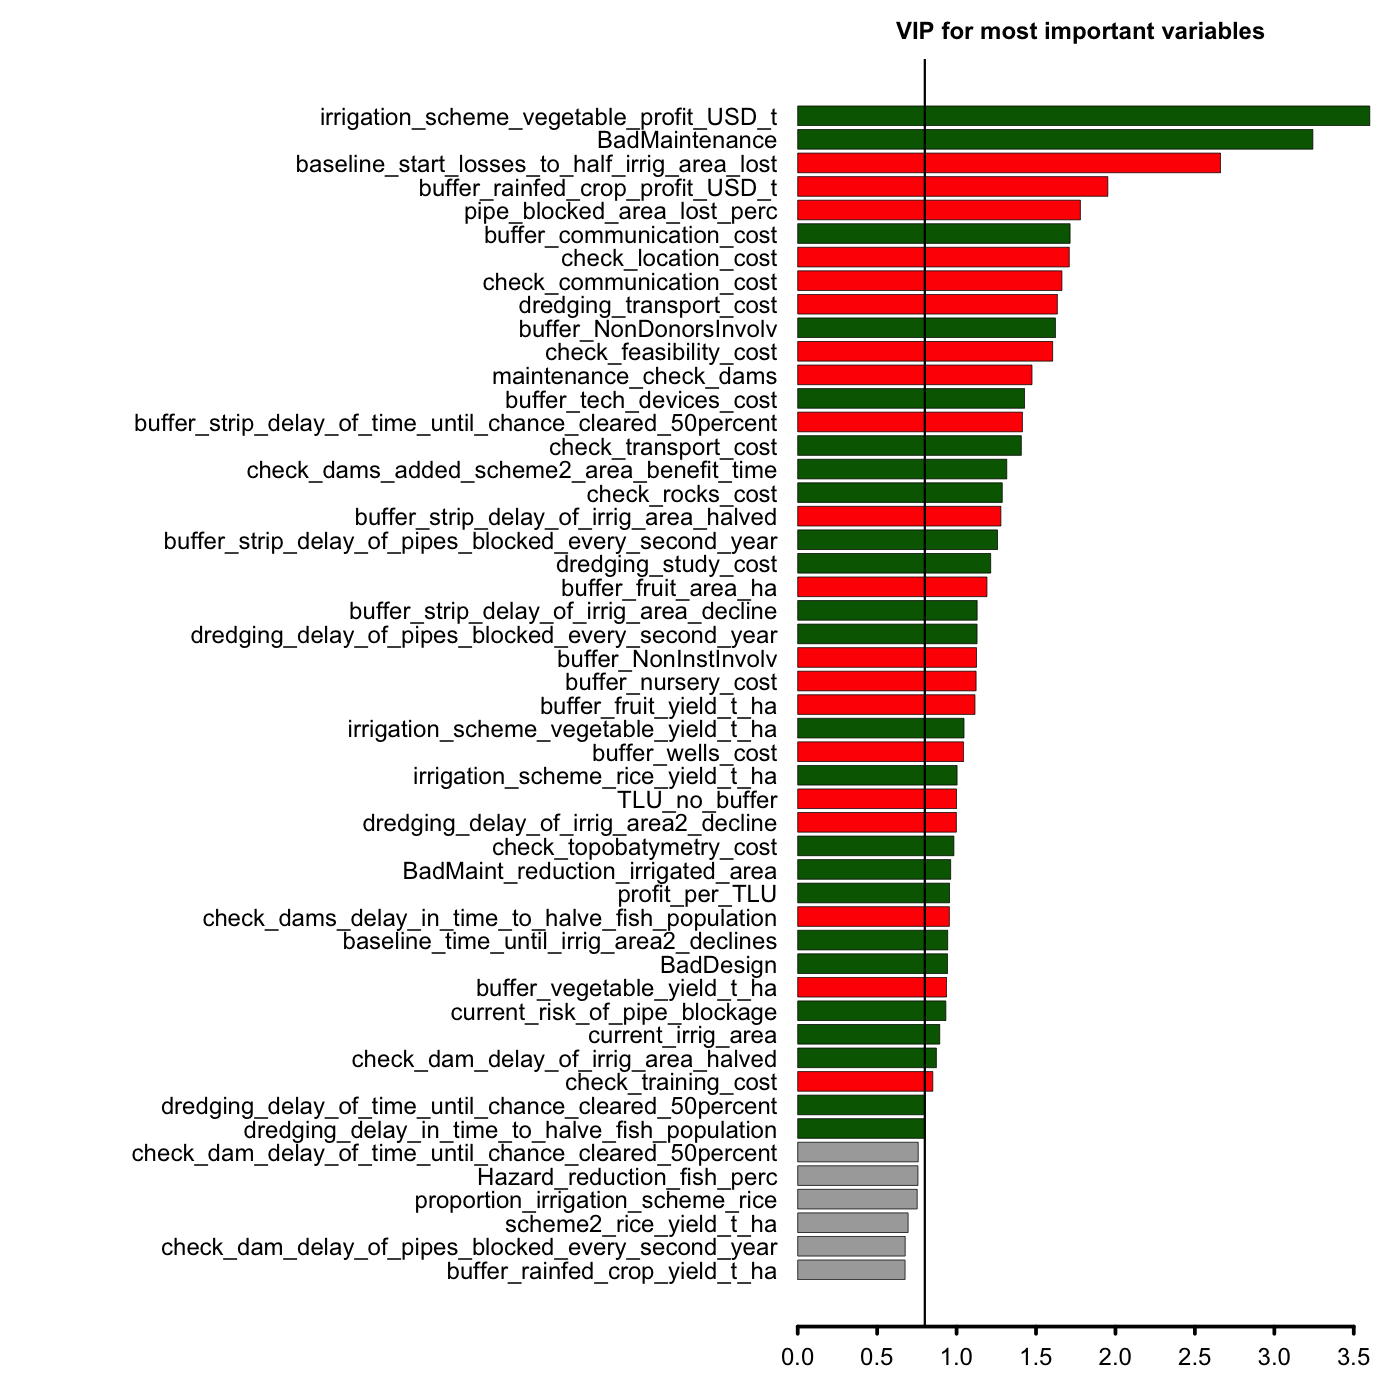 VIP for most important variables
irrigation_scheme_vegetable_profit_USD_t
BadMaintenance
baseline_start_losses_to_half_irrig_area_lost
buffer_rainfed_crop_profit_USD_t
pipe_blocked_area_lost_perc
buffer_communication_cost
check_location_cost
check_communication_cost
dredging_transport_cost
buffer_NonDonorsInvolv
check_feasibility_cost
maintenance_check_dams
buffer_tech_devices_cost
buffer_strip_delay_of_time_until_chance_cleared_50percent
check_transport_cost
check_dams_added_scheme2_area_benefit_time
check_rocks_cost
buffer_strip_delay_of_irrig_area_halved
buffer_strip_delay_of_pipes_blocked_every_second_year
dredging_study_cost
buffer_fruit_area_ha
buffer_strip_delay_of_irrig_area_decline
dredging_delay_of_pipes_blocked_every_second_year
buffer_NonInstInvolv
buffer_nursery_cost
buffer_fruit_yield_t_ha
irrigation_scheme_vegetable_yield_t_ha
buffer_wells_cost
irrigation_scheme_rice_yield_t_ha
TLU_no_buffer
dredging_delay_of_irrig_area2_decline
check_topobatymetry_cost
BadMaint_reduction_irrigated_area
profit_per_TLU
check_dams_delay_in_time_to_halve_fish_population
baseline_time_until_irrig_area2_declines
BadDesign
buffer_vegetable_yield_t_ha
current_risk_of_pipe_blockage
current_irrig_area
check_dam_delay_of_irrig_area_halved
check_training_cost
dredging_delay_of_time_until_chance_cleared_50percent
dredging_delay_in_time_to_halve_fish_population
check_dam_delay_of_time_until_chance_cleared_50percent
Hazard_reduction_fish_perc
proportion_irrigation_scheme_rice
scheme2_rice_yield_t_ha
check_dam_delay_of_pipes_blocked_every_second_year
buffer_rainfed_crop_yield_t_ha
0.0 0.5 1.0 1.5 2.0 2.5 3.0 3.5